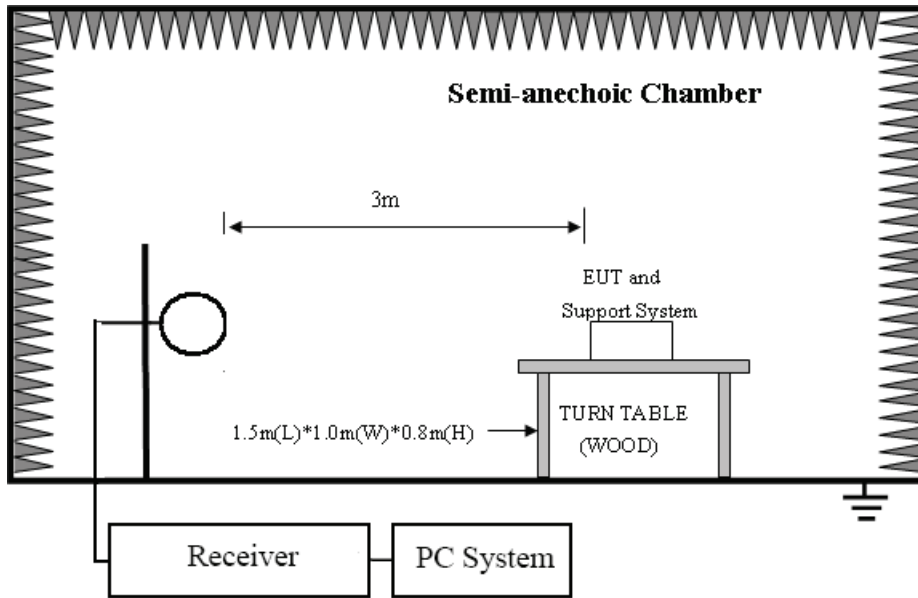 Semi-anechoic Chamber
3m
EUT and
Support System
1.5m(L)*1.0m(W)*0.8m(H)
TURN TABLE
(WOOD)
Receiver
PC System